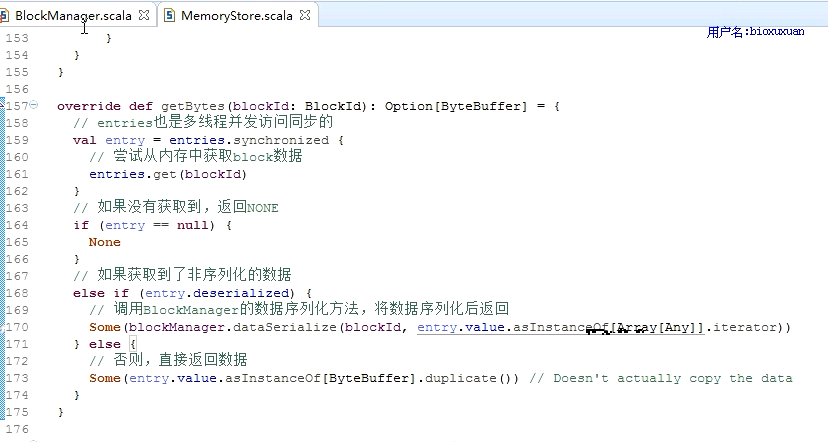 BlockManager.scala MemoryStore.scala
用户名:bioxuxuan
153 }
154 }
155 }
156
157 override def getBytes(blockId: BlockId): Option[ByteBuffer] = {
158 // entries也是多线程并发访问同步的
159 val entry = entries.synchronized {
160 // 尝试从内存中获取block数据
161 entries.get(blockId)
162 }
163 // 如果没有获取到，返回NONE
164 if (entry == null) {
165 None
166 }
167 // 如果获取到了非序列化的数据
168 else if (entry.deserialized) {
169 // 调用BlockManager的数据序列化方法，将数据序列化后返回
170 Some(blockManager.dataSerialize(blockId, entry.value.asInstanceOf[Array[Any]].iterator))
171 } else {
172 // 否则，直接返回数据
173 Some(entry.value.asInstanceOf[ByteBuffer].duplicate()) // Doesn't actually copy the data
174 }
175 }
176